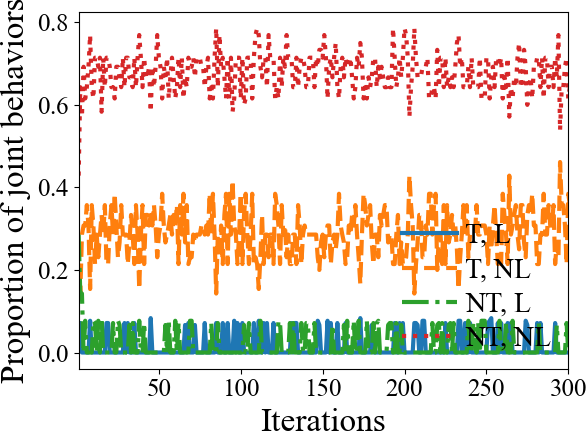 Proportion of joint behaviors
0.8
0.6
0.4
0.2
0.0
T, L
T, NL
NT, L
NT, NL
50
100
150
200
250
300
Iterations